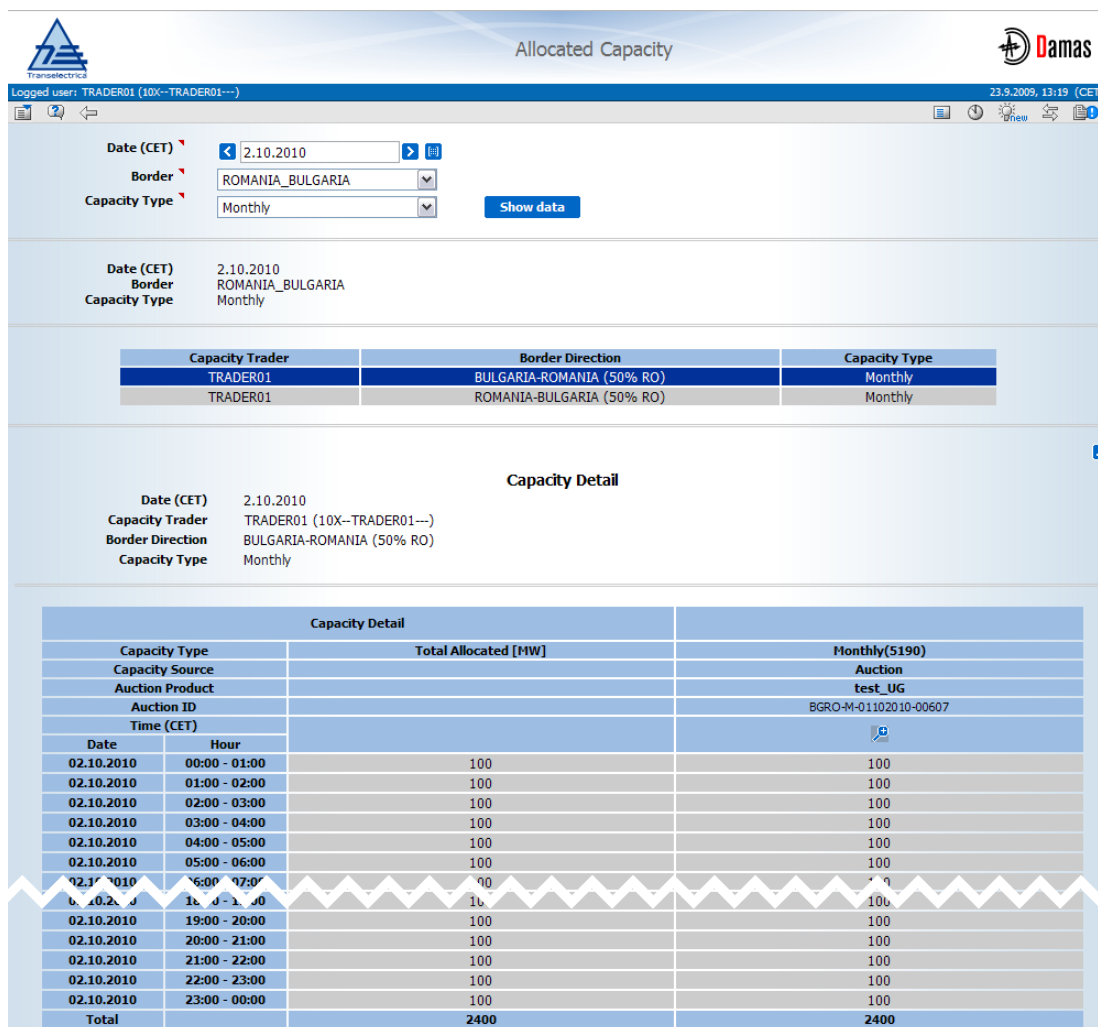 Transelectrica
Allocated Capacity
Damas
Logged user: TRADER01 (10X--TRADER01---) 23.9.2009, 13:19 (CET
new
Date (CET) 2.10.2010
Border ROMANIA_BULGARIA
Capacity Type Monthly Show data
Date (CET) 2.10.2010
Border ROMANIA_BULGARIA
Capacity Type Monthly
Capacity Trader Border Direction Capacity Type
TRADER01 BULGARIA-ROMANIA (50% RO) Monthly
TRADER01 ROMANIA-BULGARIA (50% RO) Monthly
Capacity Detail
Date (CET) 2.10.2010
Capacity Trader TRADER01 (10X--TRADER01---)
Border Direction BULGARIA-ROMANIA (50% RO)
Capacity Type Monthly
Capacity Detail
Capacity Type Total Allocated [MW] Monthly(5190)
Capacity Source Auction
Auction Product test_UG
Auction ID BGRO-M-01102010-00607
Time (CET)
Date Hour
02.10.2010 00:00 - 01:00 100 100
02.10.2010 01:00 - 02:00 100 100
02.10.2010 02:00 - 03:00 100 100
02.10.2010 03:00 - 04:00 100 100
02.10.2010 04:00 - 05:00 100 100
02.10.2010 05:00 - 06:00 100 100
02.10.2010 19:00 - 20:00 100 100
02.10.2010 20:00 - 21:00 100 100
02.10.2010 21:00 - 22:00 100 100
02.10.2010 22:00 - 23:00 100 100
02.10.2010 23:00 - 00:00 100 100
Total 2400 2400